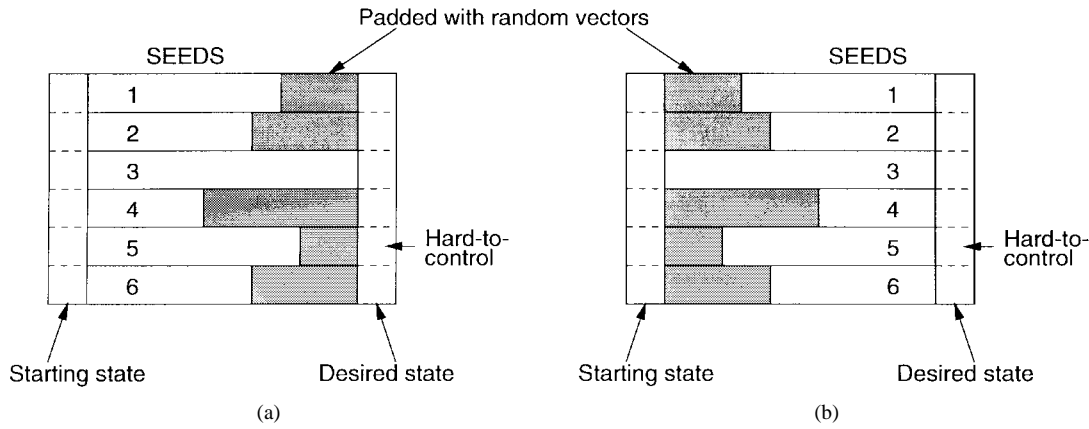 Padded with random vectors
SEEDS
1
2
3
4
5
6
Hard-to-
control
Starting state
Desired state
(a)
SEEDS
1
2
3
4
5
6
Hard-to-
control
Starting state
Desired state
(b)